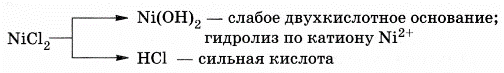 Ni(OH)₂ — слабое двухкислотное основание;
NiCl₂
гидролиз по катиону Ni²⁺
HCl — сильная кислота